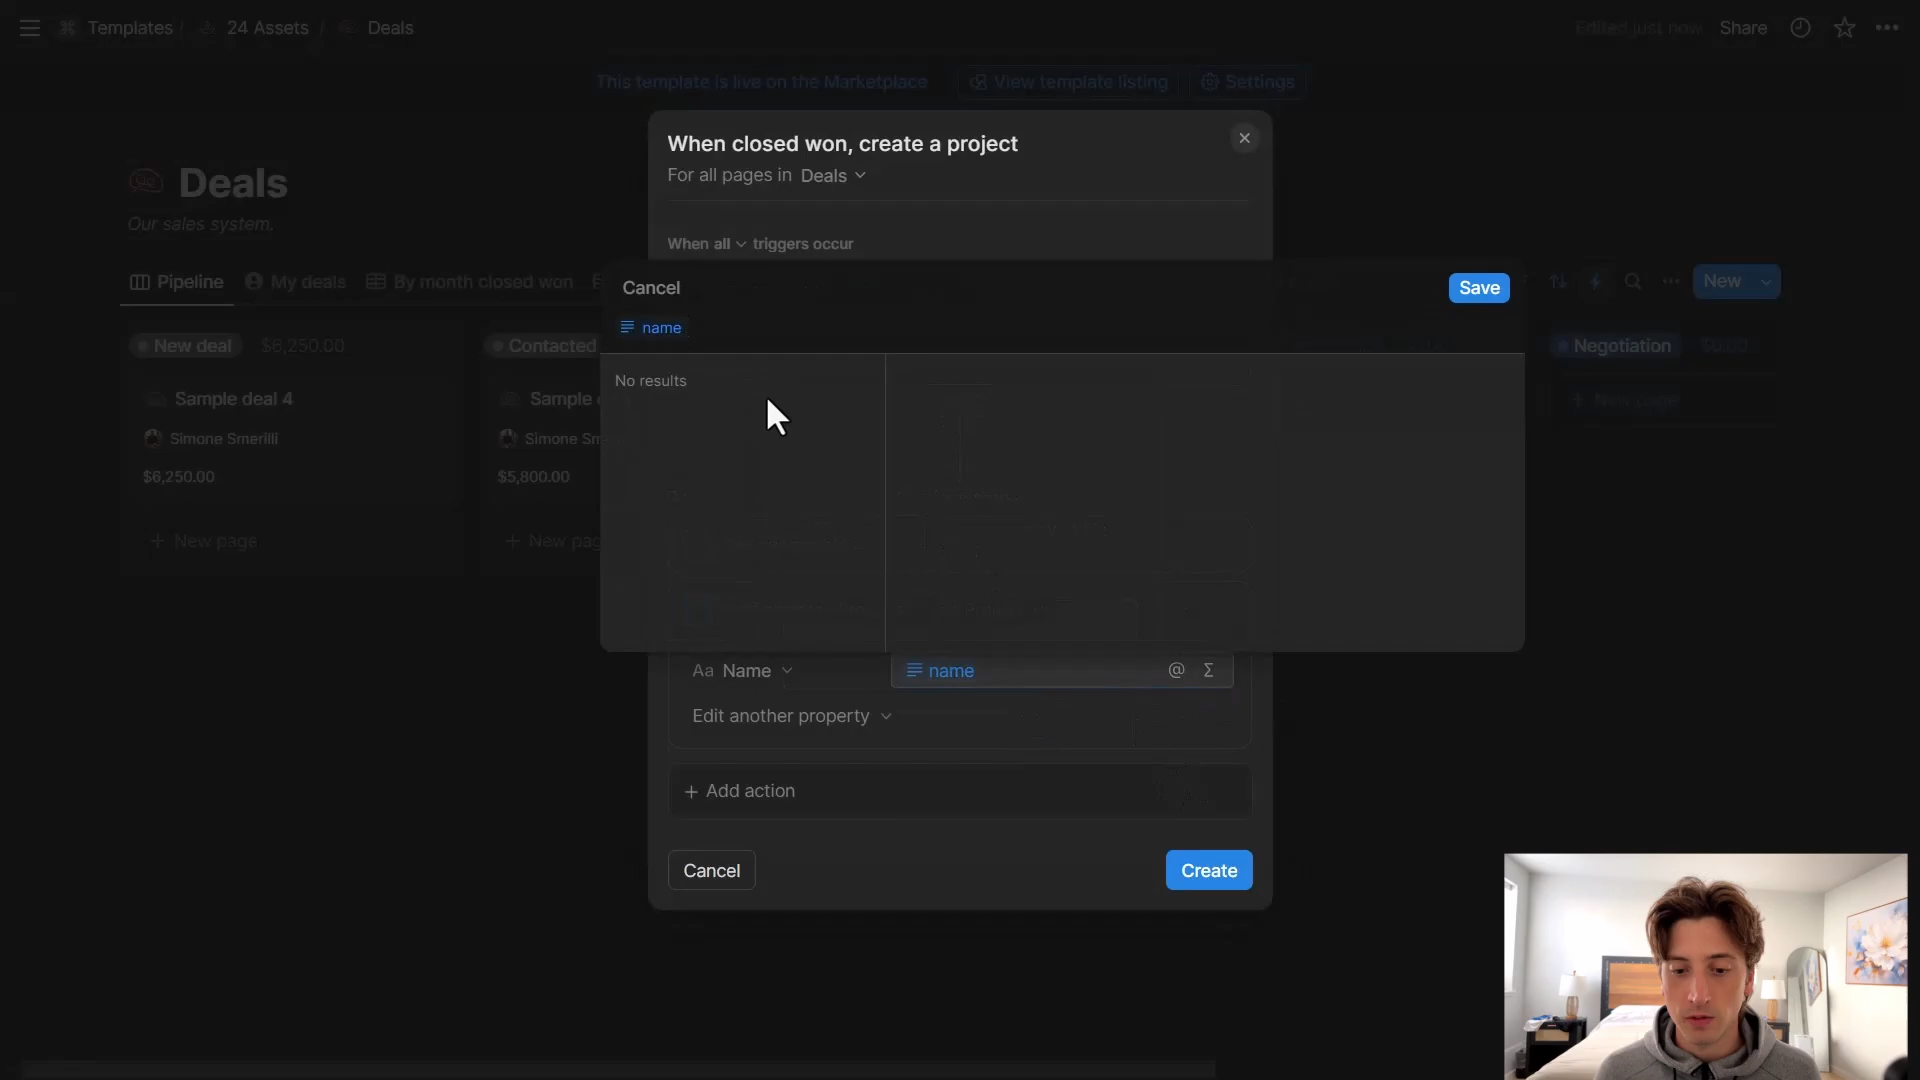 Templates / 24 Assets / Deals
Edited just now Share
This template is live on the Marketplace View template listing Settings
When closed won, create a project
For all pages in Deals
Deals
Our sales system.
When all triggers occur
Pipeline My deals By month closed won
New
Cancel Save
name
New deal $6,250.00
Contacted
Negotiation $0.00
No results
Sample deal 4
Simone Smerilli
$6,250.00
+ New page
Sample
Simone Sm
$5,800.00
+ New pag
+ New page
Aa Name name @ Σ
Edit another property
+ Add action
Cancel Create